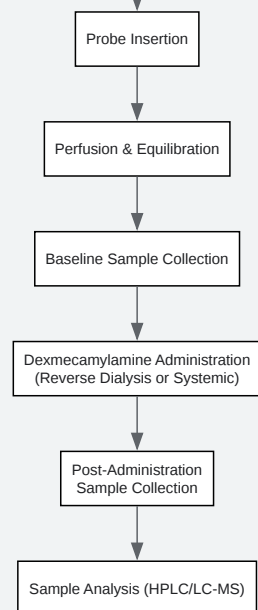 Probe Insertion
Perfusion & Equilibration
Baseline Sample Collection
Dexmecamylamine Administration
(Reverse Dialysis or Systemic)
Post-Administration
Sample Collection
Sample Analysis (HPLC/LC-MS)